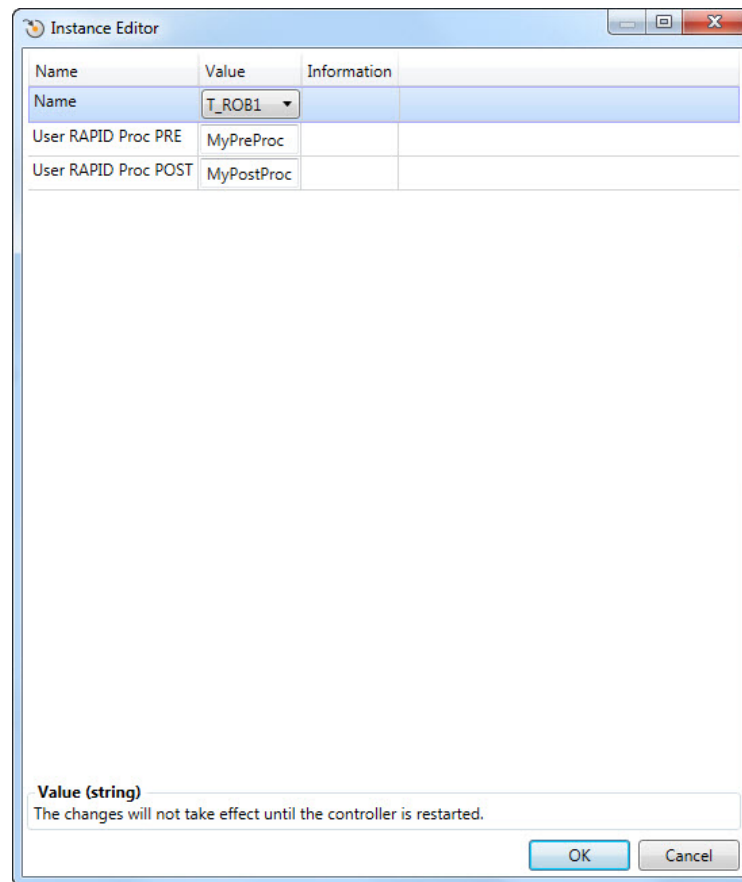 Instance Editor
Name Value Information
Name T_ROB1
User RAPID Proc PRE MyPreProc
User RAPID Proc POST MyPostProc
Value (string)
The changes will not take effect until the controller is restarted.
OK Cancel